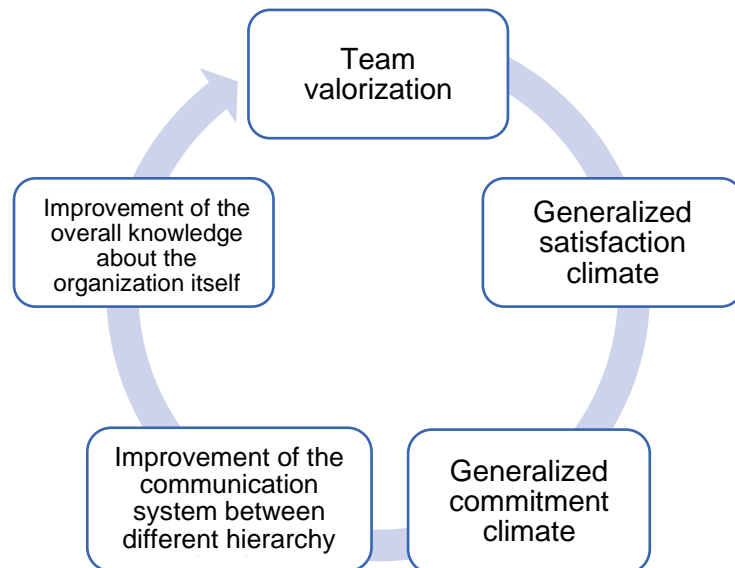 Team
valorization
Generalized
satisfaction
climate
Generalized
commitment
climate
Improvement of the
communication
system between
different hierarchy
Improvement of the
overall knowledge
about the
organization itself